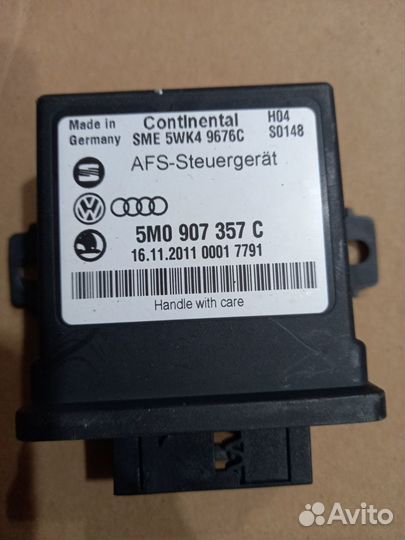 Made in Continental H04
Germany SME 5WK4 9676C S0148
AFS-Steuergerät
5M0 907 357 C
16.11.2011 0001 7791
Handle with care
Avito